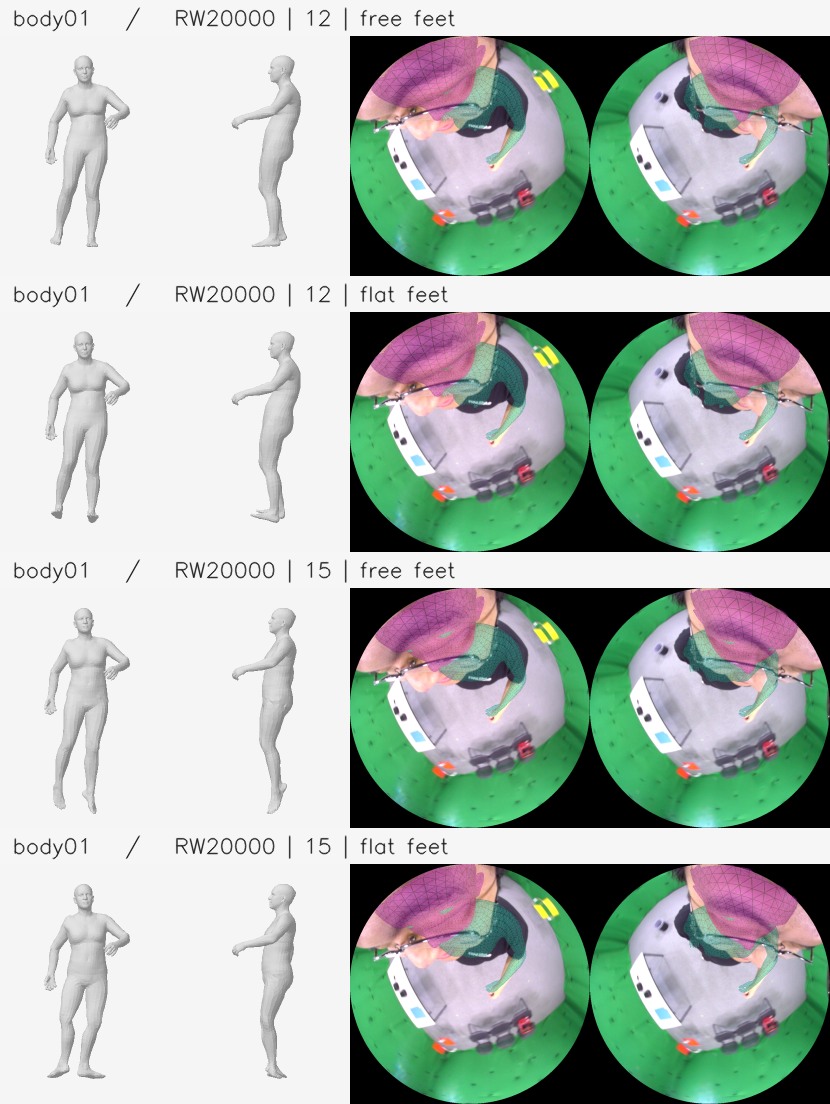 body01 / RW20000 | 12 | free feet
body01 / RW20000 | 12 | flat feet
body01 / RW20000 | 15 | free feet
body01 / RW20000 | 15 | flat feet